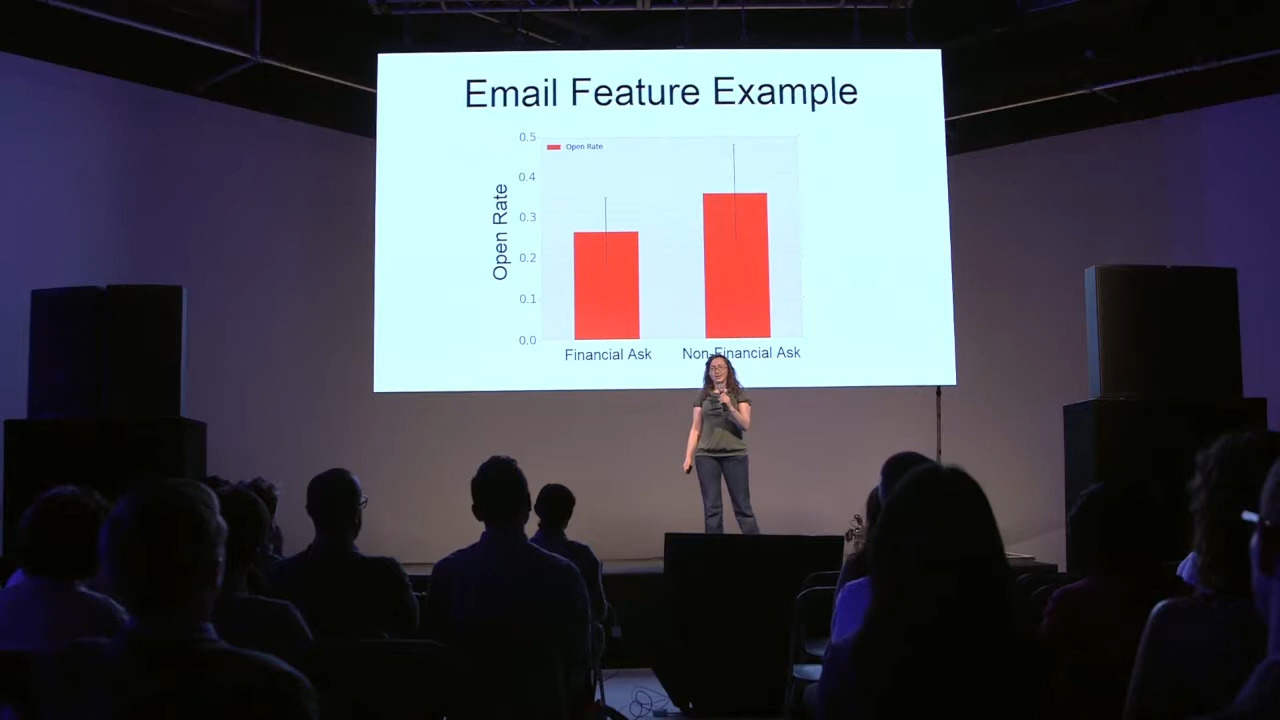 Email Feature Example
Open Rate
Open Rate
0.5
0.4
0.3
0.2
0.1
0.0
Financial Ask
Non-Financial Ask